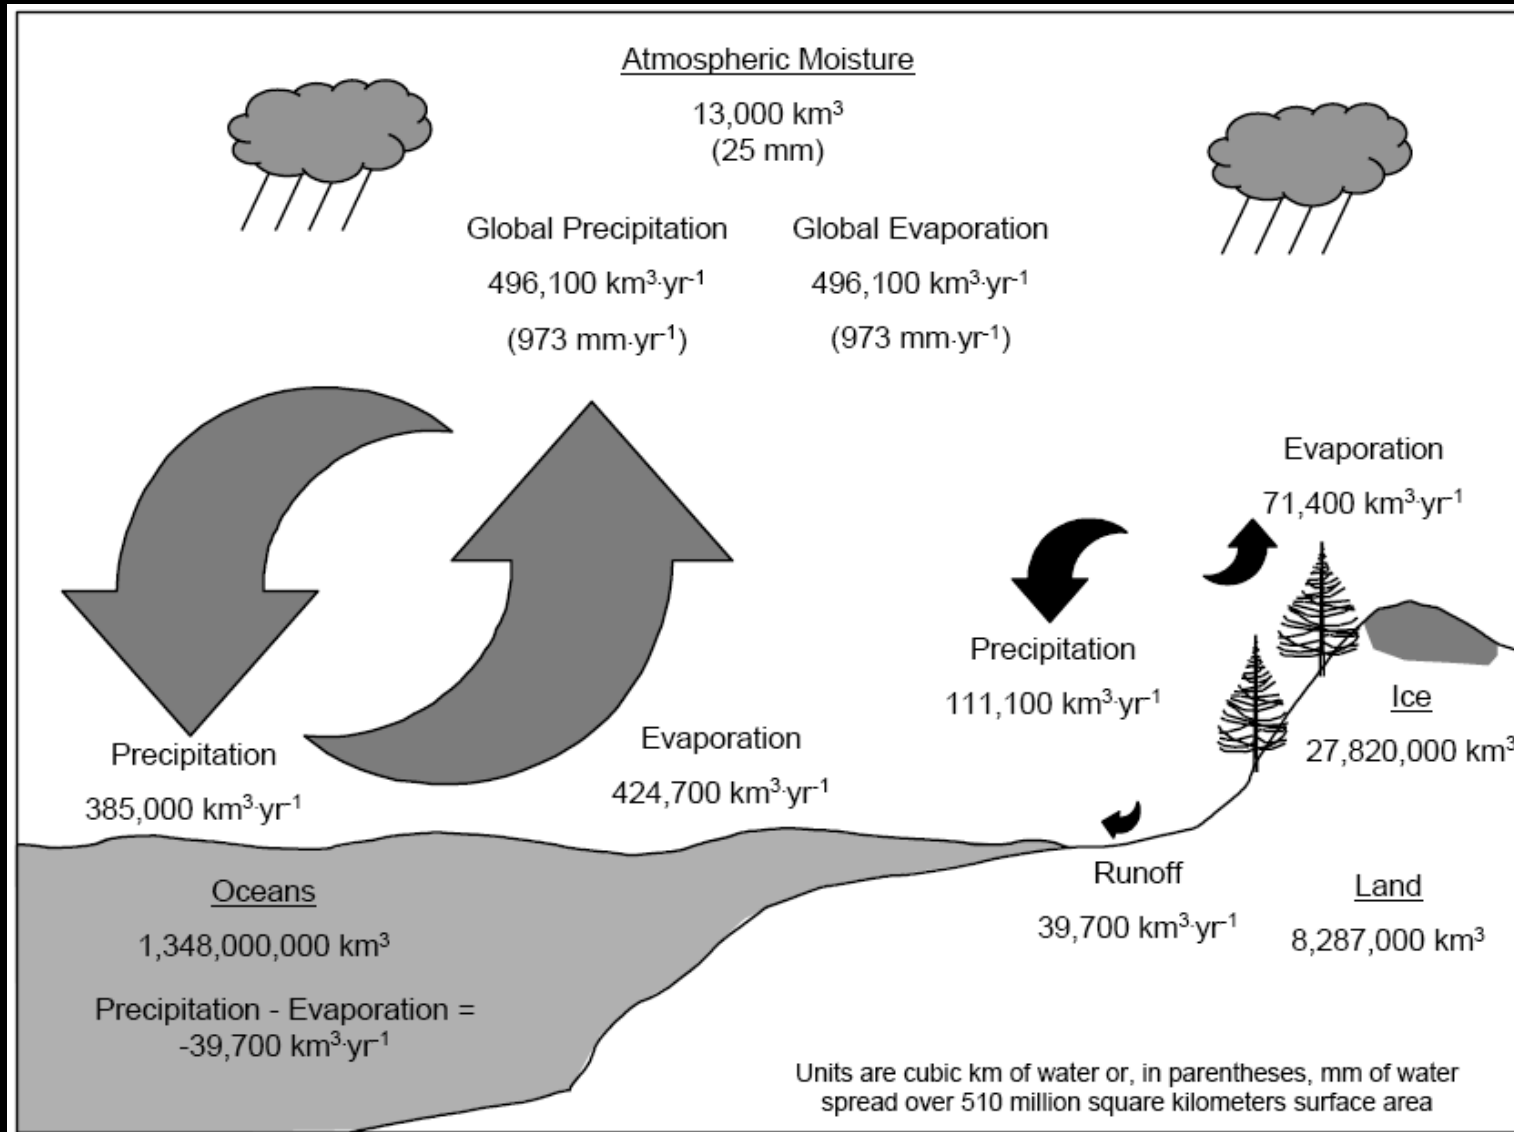 Atmospheric Moisture
13,000 km³
(25 mm)
Global Precipitation
496,100 km³·yr⁻¹
(973 mm·yr⁻¹)
Global Evaporation
496,100 km³·yr⁻¹
(973 mm·yr⁻¹)
Evaporation
71,400 km³·yr⁻¹
Precipitation
111,100 km³·yr⁻¹
Ice
27,820,000 km³
Precipitation
385,000 km³·yr⁻¹
Evaporation
424,700 km³·yr⁻¹
Oceans
1,348,000,000 km³
Precipitation - Evaporation =
-39,700 km³·yr⁻¹
Runoff
39,700 km³·yr⁻¹
Land
8,287,000 km³
Units are cubic km of water or, in parentheses, mm of water
spread over 510 million square kilometers surface area